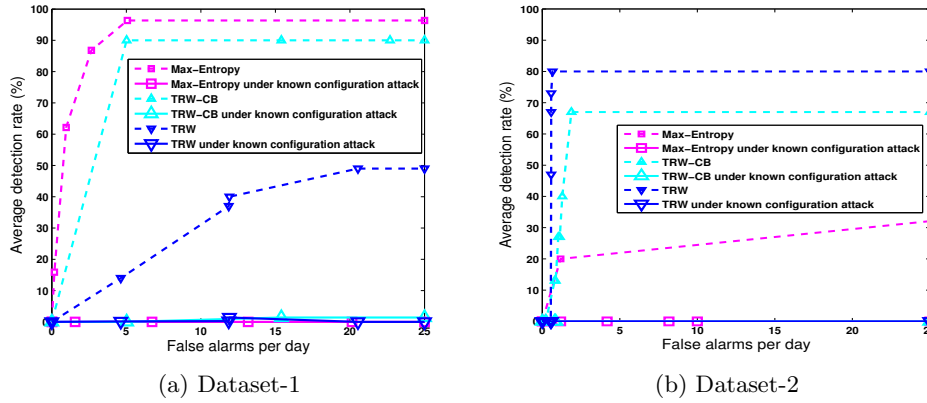 100
90
80
70
60
50
40
30
20
10
0
0
5
10
15
20
25
Average detection rate (%)
False alarms per day
Max−Entropy
Max−Entropy under known configuration attack
TRW−CB
TRW−CB under known configuration attack
TRW
TRW under known configuration attack
(a) Dataset-1
100
90
80
70
60
50
40
30
20
10
0
0
5
10
15
20
25
Average detection rate (%)
False alarms per day
Max−Entropy
Max−Entropy under known configuration attack
TRW−CB
TRW−CB under known configuration attack
TRW
TRW under known configuration attack
(b) Dataset-2